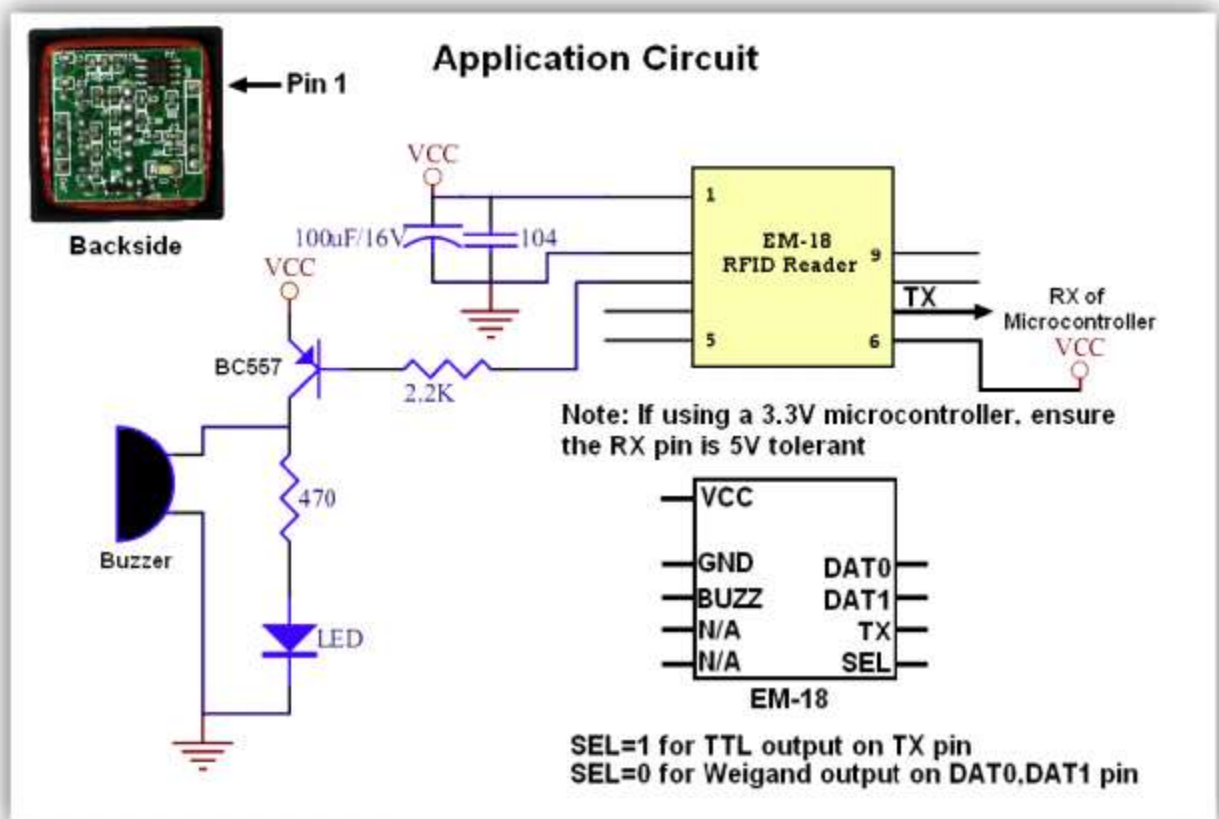 Application Circuit
Pin 1
Backside
VCC
100uF/16V
104
VCC
BC557
2.2K
Buzzer
470
LED
1
EM-18
RFID Reader
9
TX
5
6
RX of
Microcontroller
VCC
Note: If using a 3.3V microcontroller. ensure
the RX pin is 5V tolerant
VCC
GND
BUZZ
N/A
N/A
DAT0
DAT1
TX
SEL
EM-18
SEL=1 for TTL output on TX pin
SEL=0 for Weigand output on DAT0,DAT1 pin